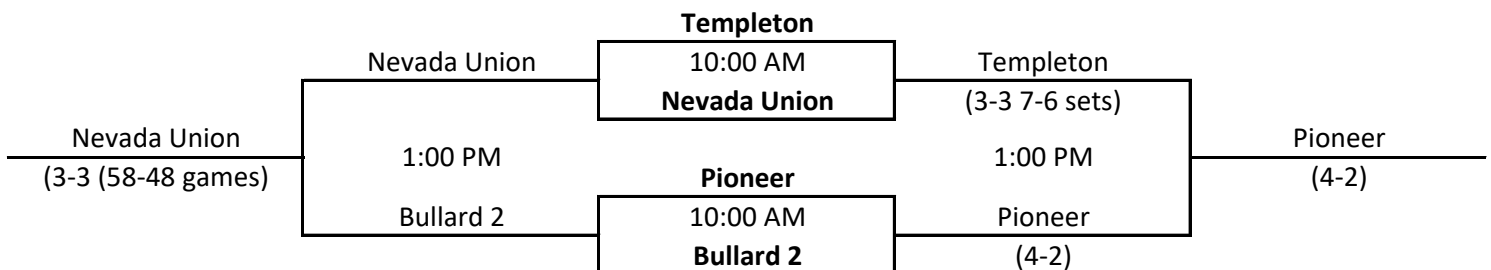 Templeton
Nevada Union 10:00 AM Templeton
Nevada Union (3-3 7-6 sets)
Nevada Union 1:00 PM 1:00 PM Pioneer
(3-3 (58-48 games) Pioneer (4-2)
Bullard 2 10:00 AM Pioneer
Bullard 2 (4-2)